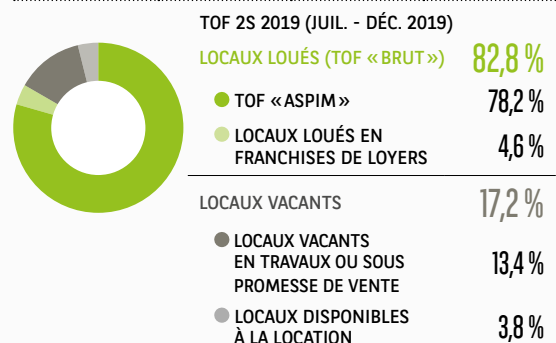 TOF 2S 2019 (JUIL. - DÉC. 2019)
LOCAUX LOUÉS (TOF « BRUT ») 82,8 %
TOF « ASPIM » 78,2 %
LOCAUX LOUÉS EN
FRANCHISES DE LOYERS 4,6 %
LOCAUX VACANTS 17,2 %
LOCAUX VACANTS
EN TRAVAUX OU SOUS
PROMESSE DE VENTE 13,4 %
LOCAUX DISPONIBLES
À LA LOCATION 3,8 %